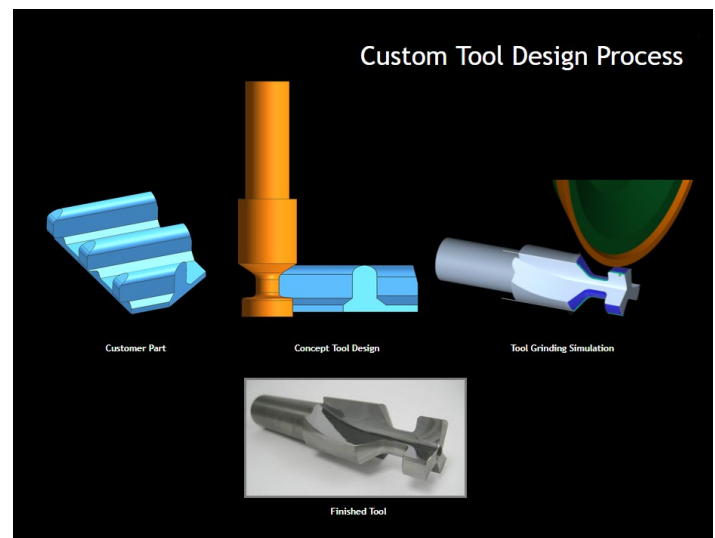 Custom Tool Design Process
Customer Part
Concept Tool Design
Tool Grinding Simulation
Finished Tool